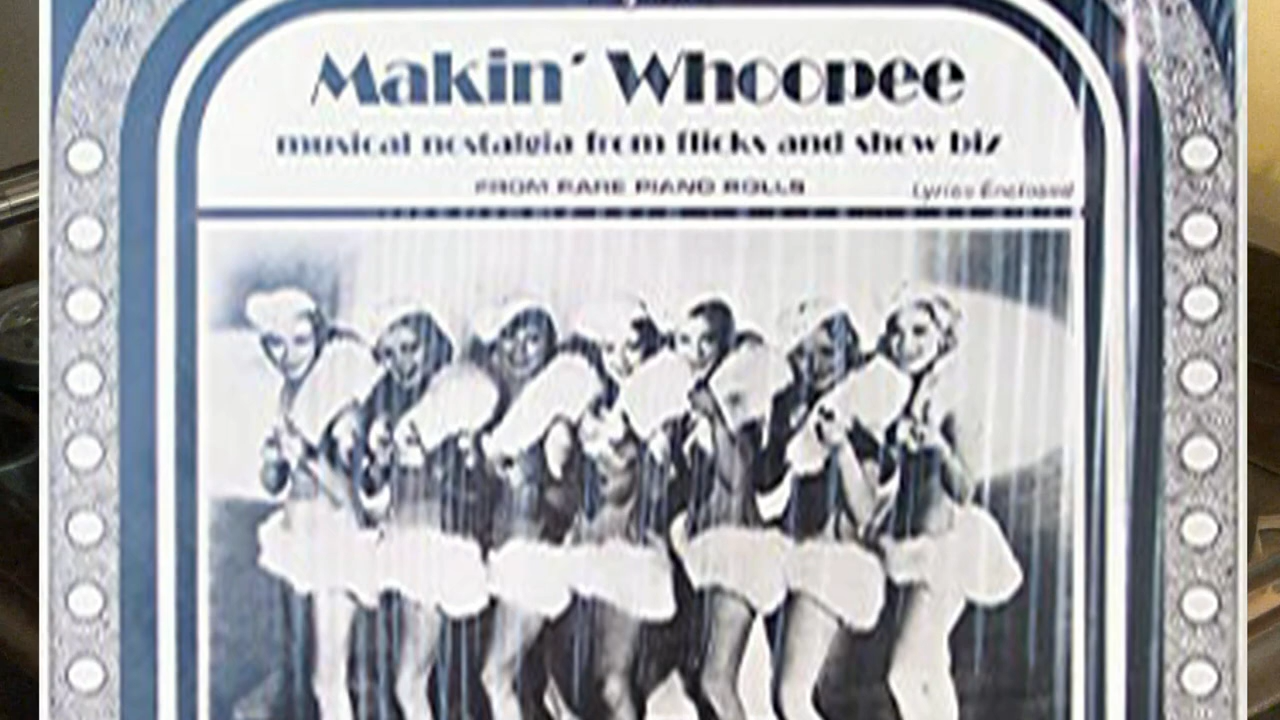 Makin' Whoopee
musical nostalgia from flicks and show biz
FROM RARE PIANO ROLLS
Lyrics Enclosed